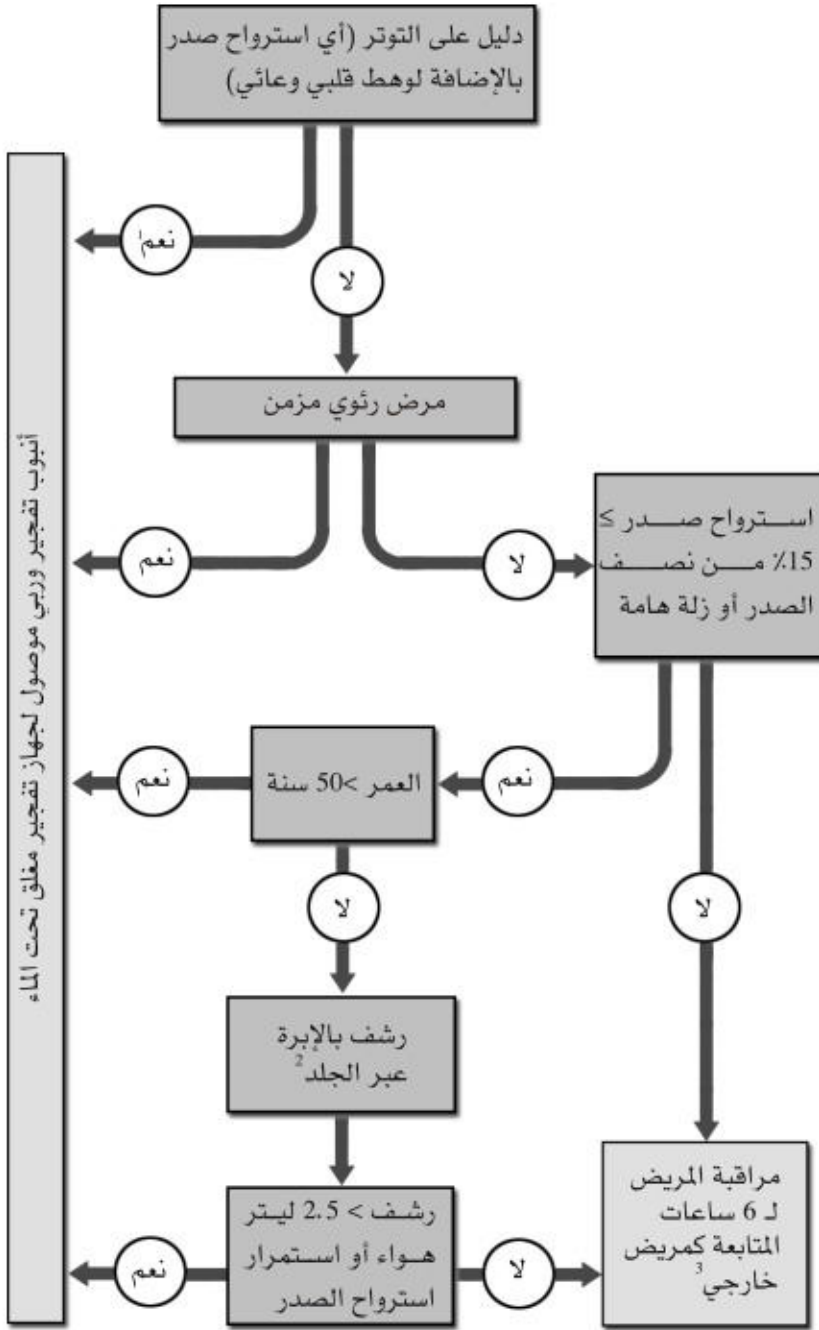 دليل على التوتر (أي استرواح صدر
بالإضافة لوهط قلبي وعائي)
نعم¹
لا
مرض رئوي مزمن
نعم
لا
استرواح صدر ≥
15٪ من نصف
الصدر أو زلة هامة
نعم
العمر >50 سنة
نعم
لا
لا
رشف بالإبرة
عبر الجلد²
رشف > 2.5 ليتر
هواء أو استمرار
استرواح الصدر
نعم
لا
مراقبة المريض
لـ 6 ساعات
المتابعة كمريض
خارجي³
أنبوب تفجير وربي موصول لجهاز تفجير مغلق تحت الماء